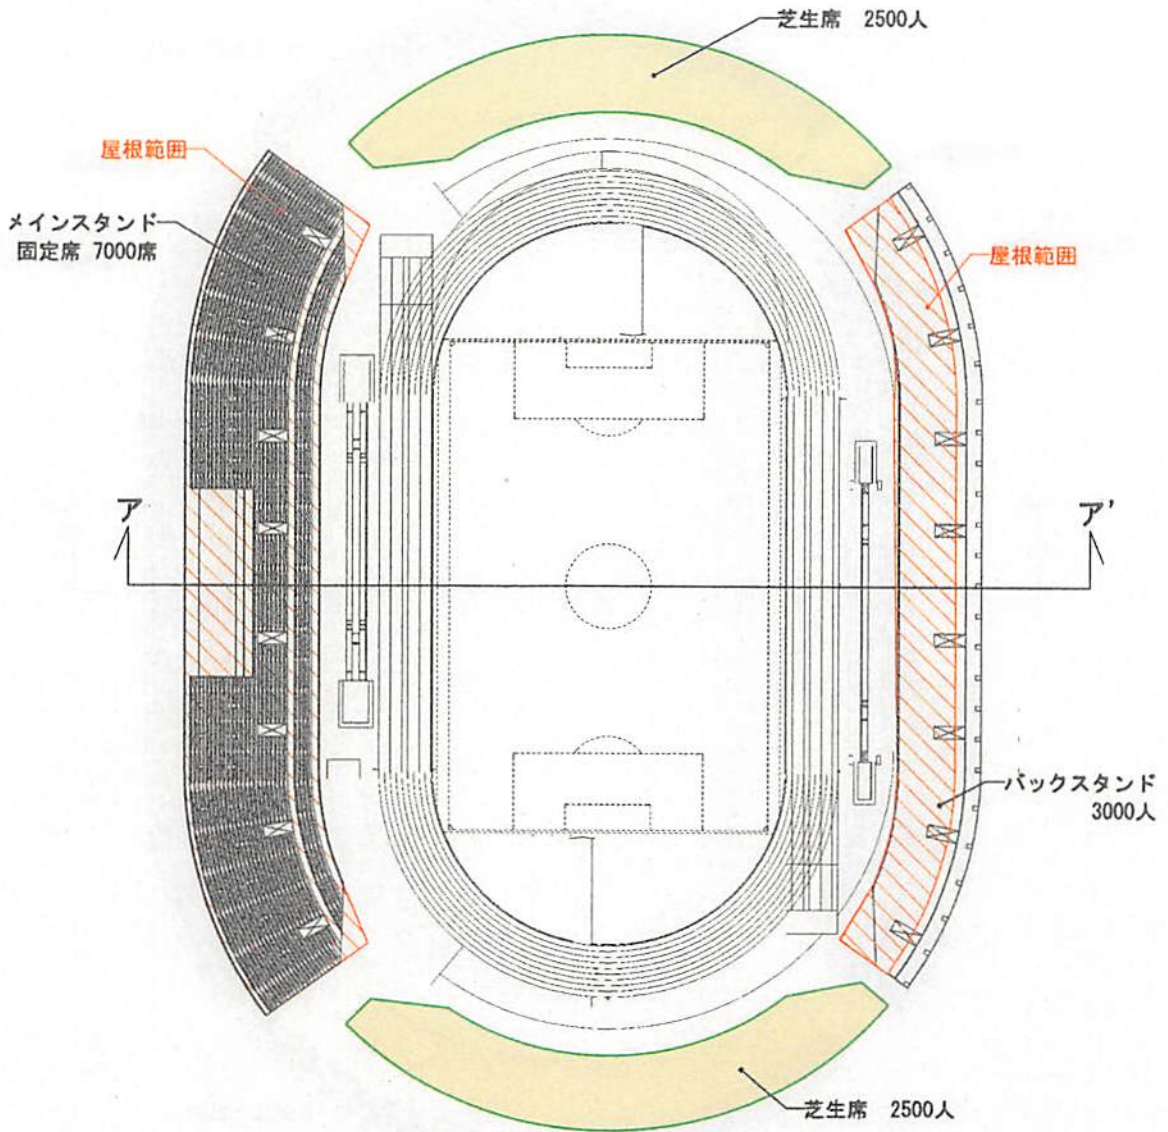 芝生席 2500人
屋根範囲
メインスタンド
固定席 7000席
屋根範囲
ア
ア'
バックスタンド
3000人
芝生席 2500人